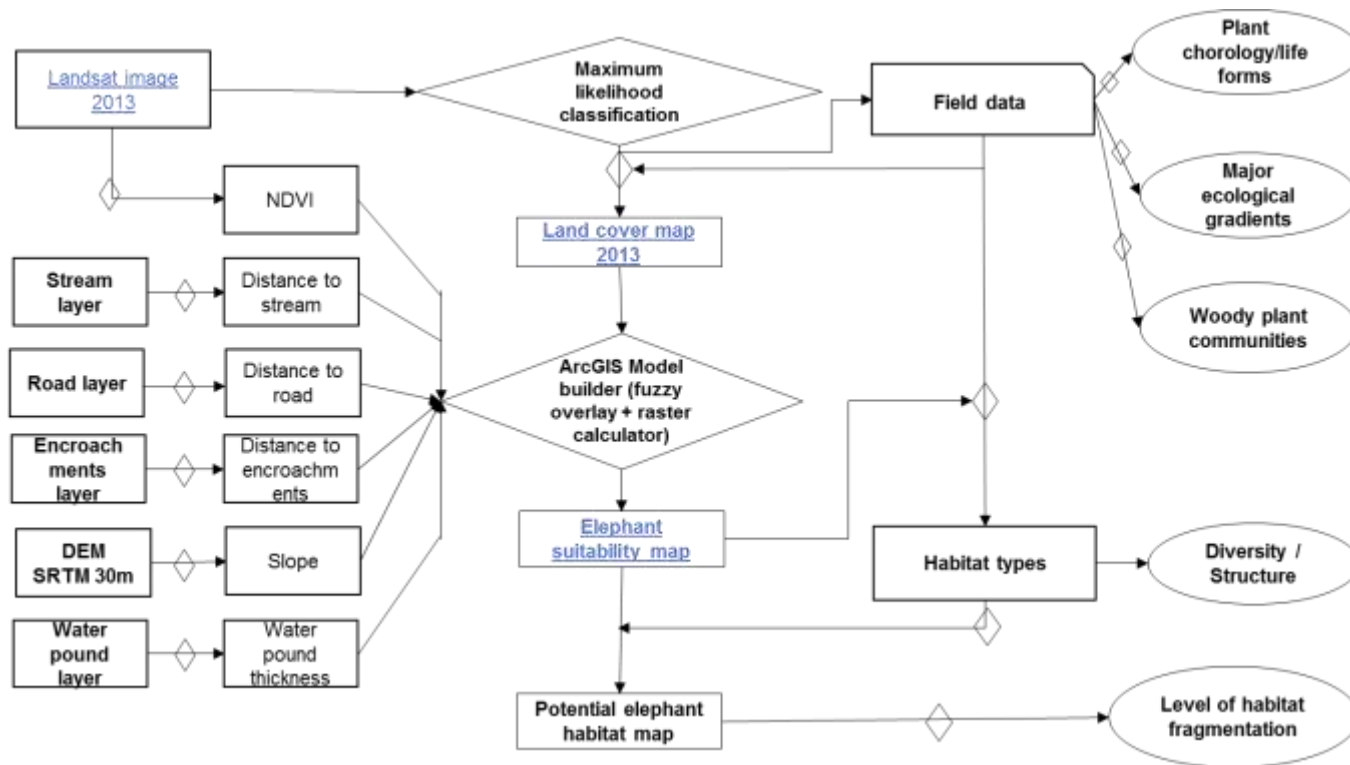 Landsat image
2013
Maximum
likelihood
classification
Field data
Plant
chorology/life
forms
NDVI
Major
ecological
gradients
Land cover map
2013
Stream
layer
Distance to
stream
Woody plant
communities
Road layer
Distance to
road
ArcGIS Model
builder (fuzzy
overlay + raster
calculator)
Encroach
ments
layer
Distance to
encroachm
ents
Elephant
suitability map
DEM
SRTM 30m
Slope
Habitat types
Diversity /
Structure
Water
pound
layer
Water
pound
thickness
Potential elephant
habitat map
Level of habitat
fragmentation